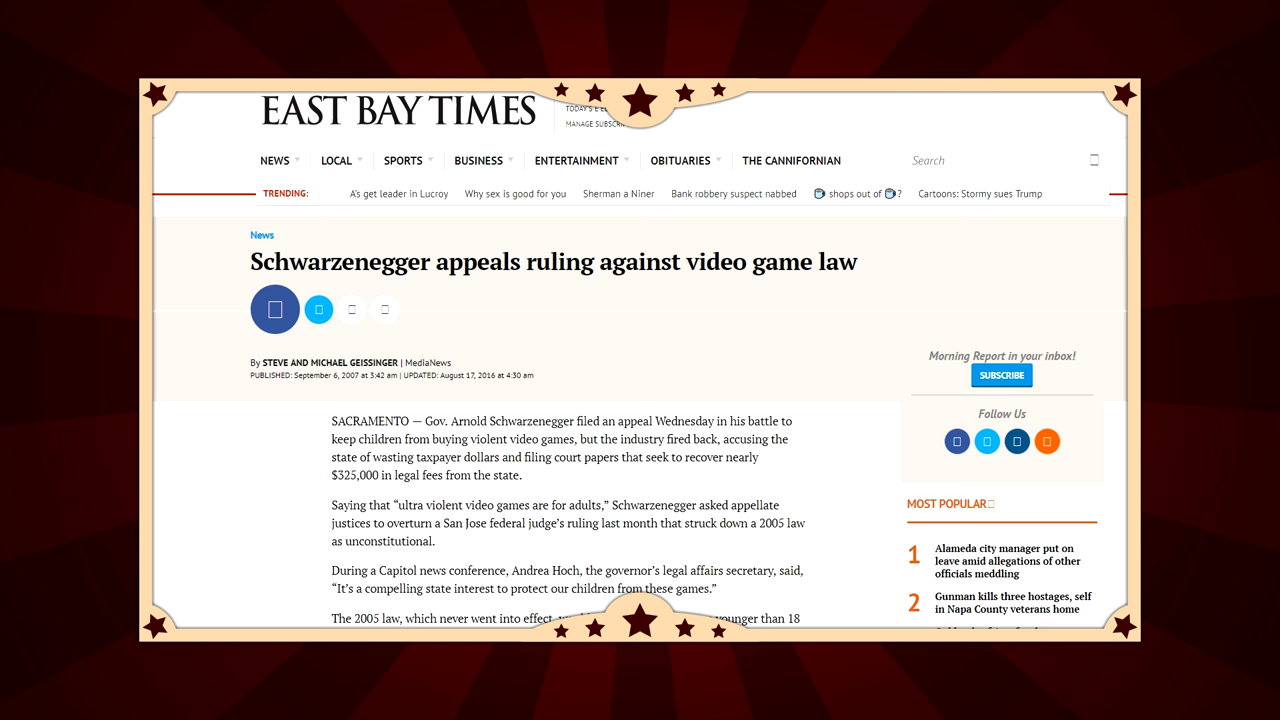 EAST BAY TIMES
TODAY'S E
MANAGE
NEWS LOCAL SPORTS BUSINESS ENTERTAINMENT OBITUARIES THE CANNIFORNIAN Search
TRENDING: A's get leader in Lucroy Why sex is good for you Sherman a Niner Bank robbery suspect nabbed shops out of ? Cartoons: Stormy sues Trump
News
Schwarzenegger appeals ruling against video game law
By STEVE AND MICHAEL GEISSINGER | MediaNews
PUBLISHED: September 6, 2007 at 3:42 am | UPDATED: August 17, 2016 at 4:30 am
SACRAMENTO — Gov. Arnold Schwarzenegger filed an appeal Wednesday in his battle to
keep children from buying violent video games, but the industry fired back, accusing the
state of wasting taxpayer dollars and filing court papers that seek to recover nearly
$325,000 in legal fees from the state.
Saying that “ultra violent video games are for adults,” Schwarzenegger asked appellate
justices to overturn a San Jose federal judge’s ruling last month that struck down a 2005 law
as unconstitutional.
During a Capitol news conference, Andrea Hoch, the governor’s legal affairs secretary, said,
“It’s a compelling state interest to protect our children from these games.”
The 2005 law, which never went into effect, younger than 18
Morning Report in your inbox!
SUBSCRIBE
Follow Us
MOST POPULAR
1 Alameda city manager put on
leave amid allegations of other
officials meddling
2 Gunman kills three hostages, self
in Napa County veterans home